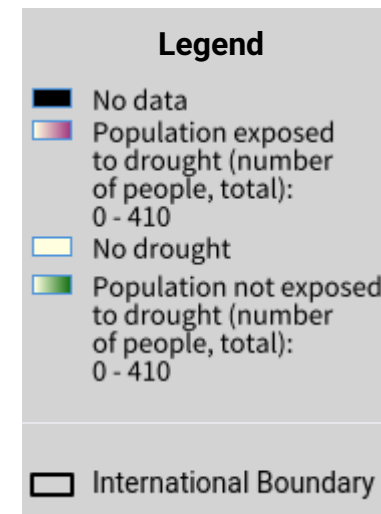 Legend
No data
Population exposed
to drought (number
of people, total):
0 - 410
No drought
Population not exposed
to drought (number
of people, total):
0 - 410
International Boundary